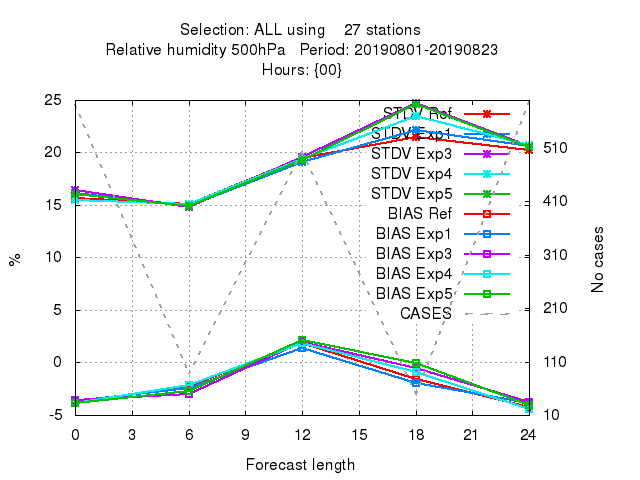 Selection: ALL using 27 stations
Relative humidity 500hPa Period: 20190801-20190823
Hours: {00}
25
20
15
10
5
0
-5
%
STDV Ref
STDV Exp1
STDV Exp3
STDV Exp4
STDV Exp5
BIAS Ref
BIAS Exp1
BIAS Exp3
BIAS Exp4
BIAS Exp5
CASES
510
410
310
210
110
10
No cases
0 3 6 9 12 15 18 21 24
Forecast length